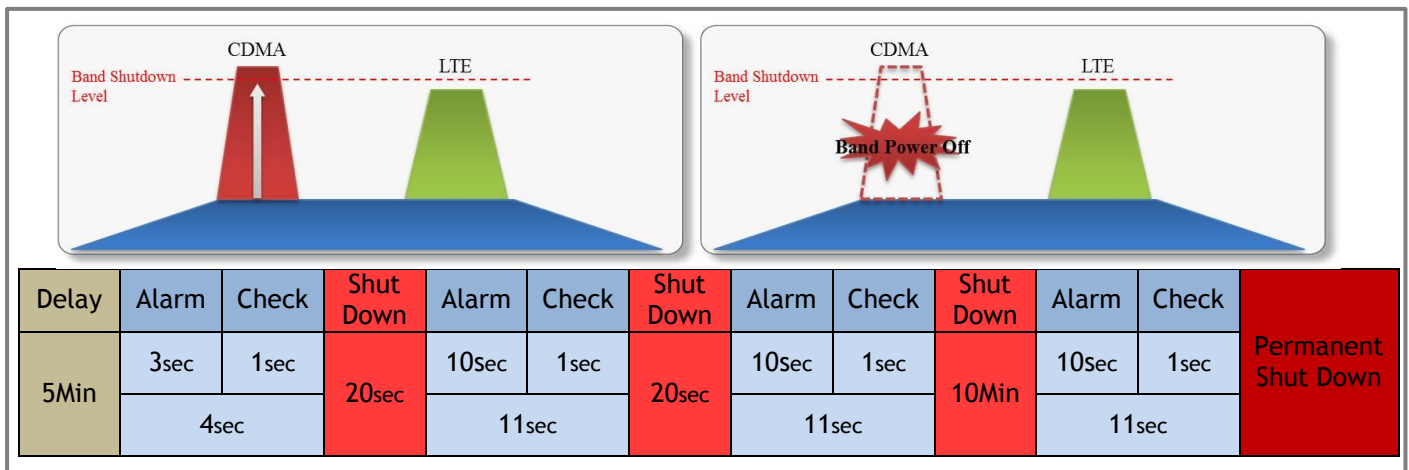 CDMA
LTE
Band Shutdown
Level
CDMA
LTE
Band Shutdown
Level
Band Power Off
Delay Alarm Check Shut Down Alarm Check Shut Down Alarm Check Shut Down Alarm Check Permanent Shut Down
5Min 3sec 1sec 20sec 10sec 1sec 20sec 10sec 1sec 10Min 10sec 1sec
4sec 11sec 11sec 11sec